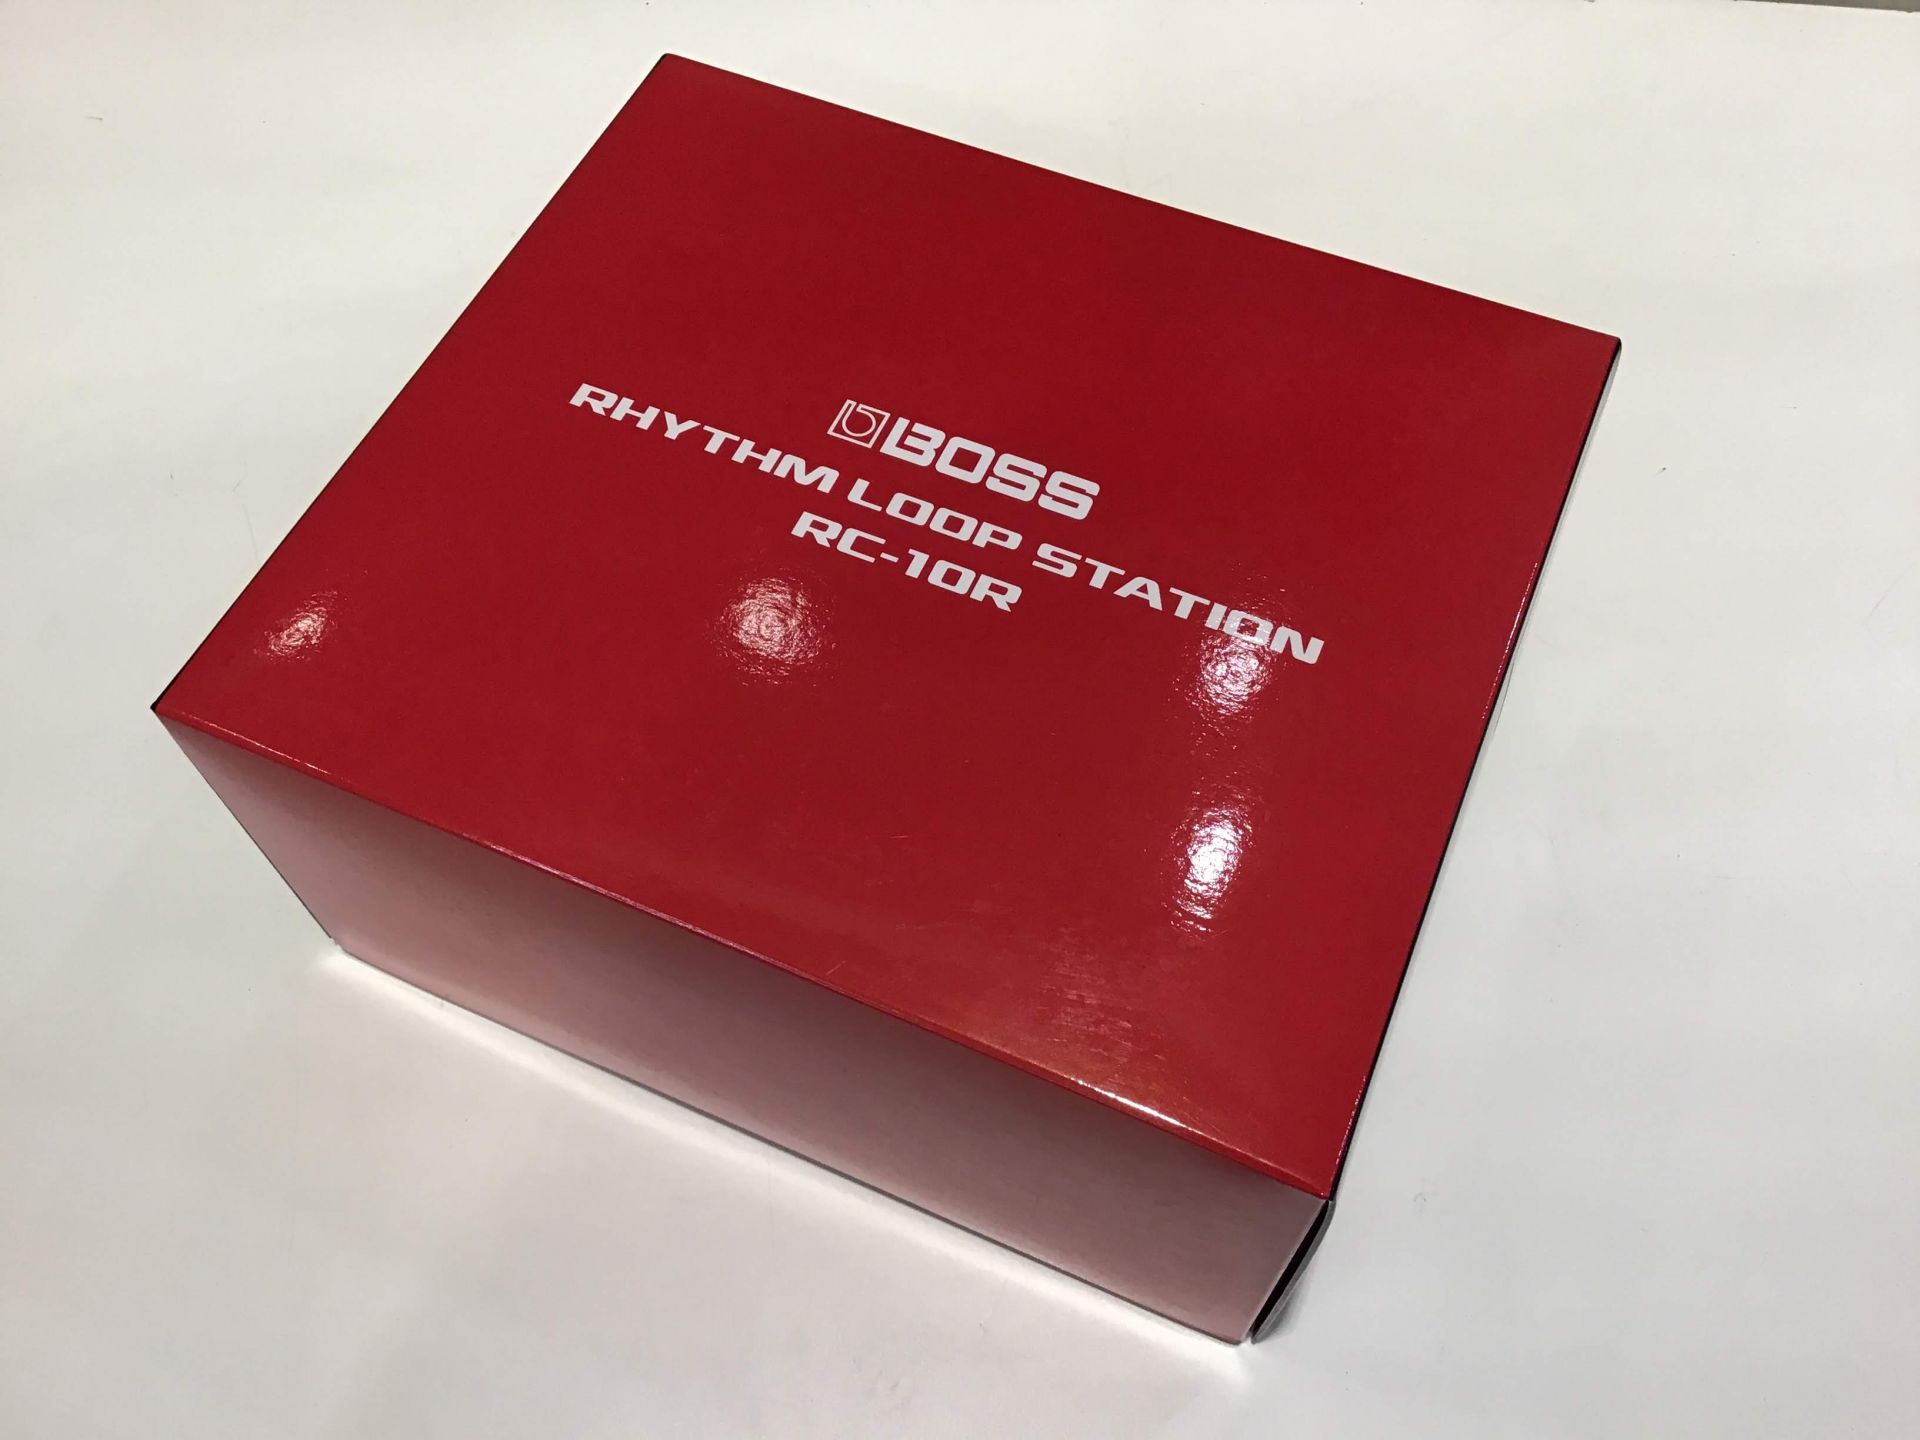 BOSS
RHYTHM LOOP STATION
RC-10R